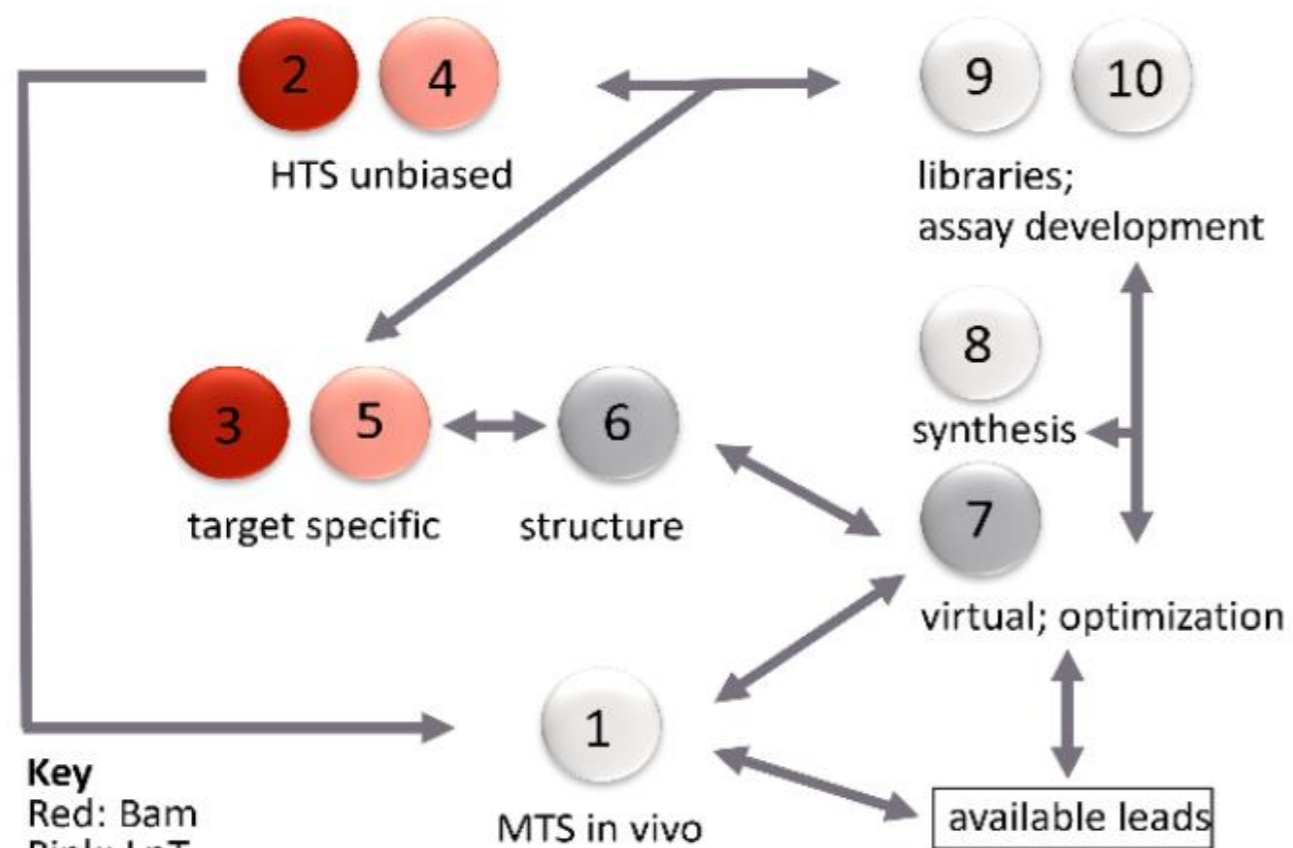 2 4
9 10
HTS unbiased
libraries;
assay development
8
synthesis
3 5 6
target specific
structure
7
virtual; optimization
1
MTS in vivo
available leads
Key
Red: Bam